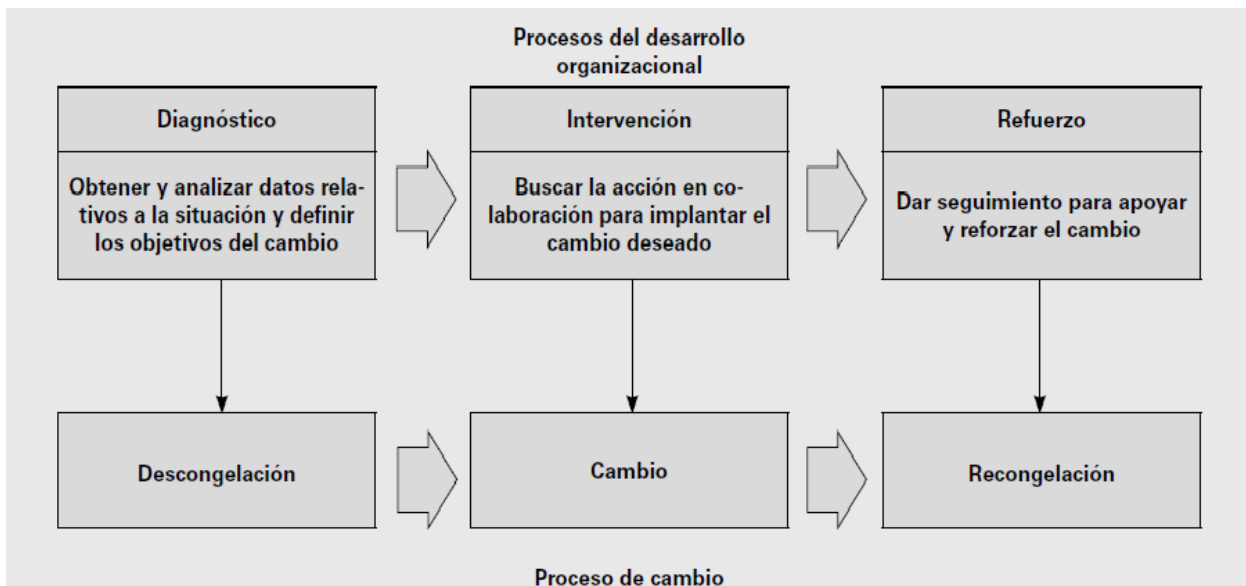 Procesos del desarrollo
organizacional
Diagnóstico
Obtener y analizar datos rela-
tivos a la situación y definir
los objetivos del cambio
Intervención
Buscar la acción en co-
laboración para implantar el
cambio deseado
Refuerzo
Dar seguimiento para apoyar
y reforzar el cambio
Descongelación
Cambio
Recongelación
Proceso de cambio